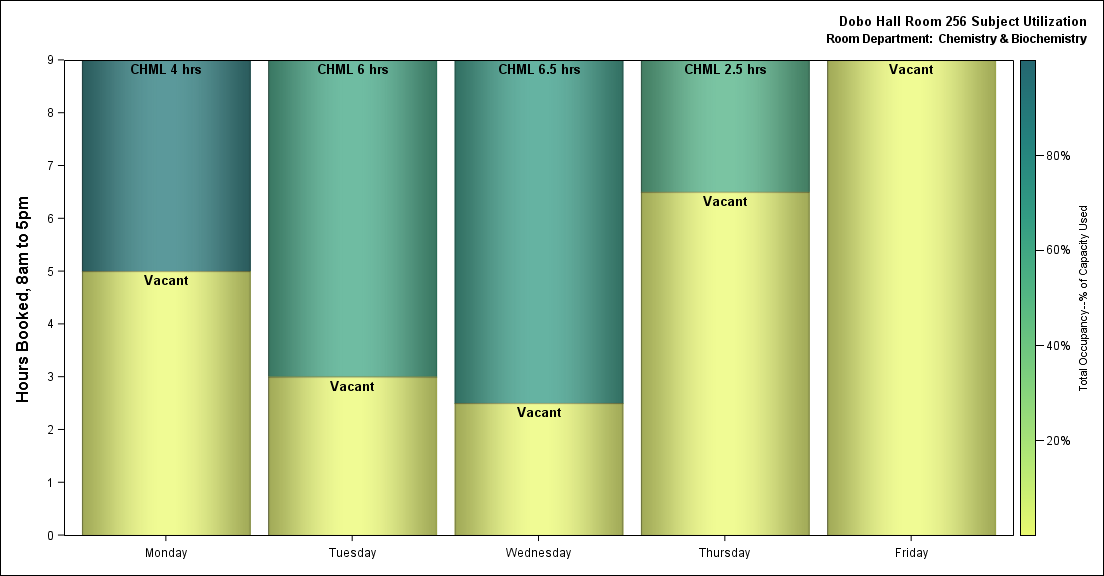 Dobo Hall Room 256 Subject Utilization
Room Department: Chemistry & Biochemistry
Hours Booked, 8am to 5pm
9
8
7
6
5
4
3
2
1
0
CHML 4 hrs
Vacant
CHML 6 hrs
Vacant
CHML 6.5 hrs
Vacant
CHML 2.5 hrs
Vacant
Vacant
Monday
Tuesday
Wednesday
Thursday
Friday
80%
60%
40%
20%
Total Occupancy--% of Capacity Used